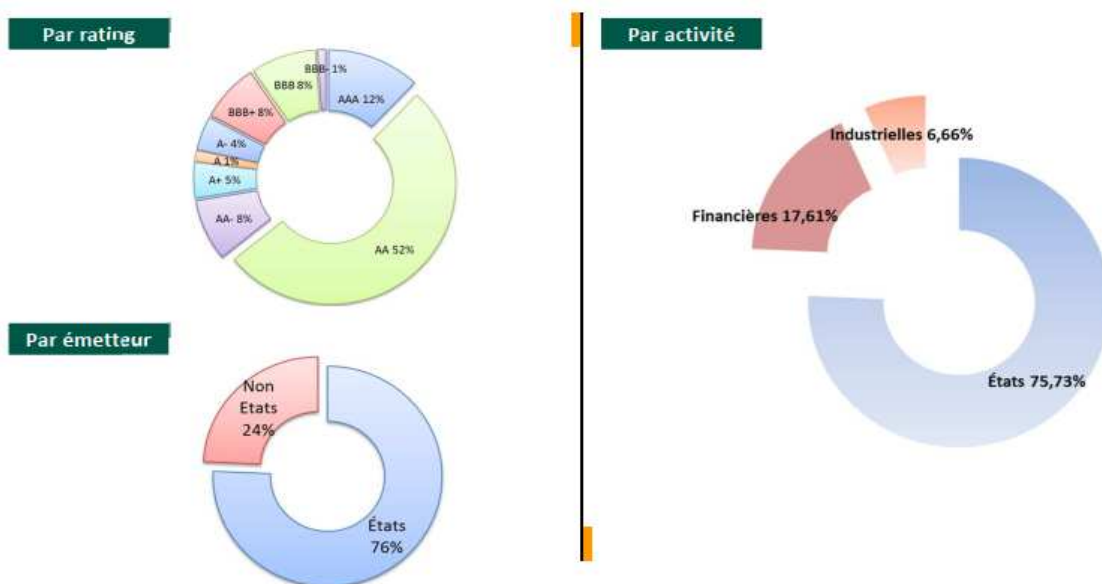 Par rating
BBB- 1%
BBB 8%
AAA 12%
BBB+ 8%
A- 4%
A 1%
A+ 5%
AA- 8%
AA 52%
Par émetteur
Non
Etats
24%
États
76%
Par activité
Industrielles 6,66%
Financières 17,61%
États 75,73%